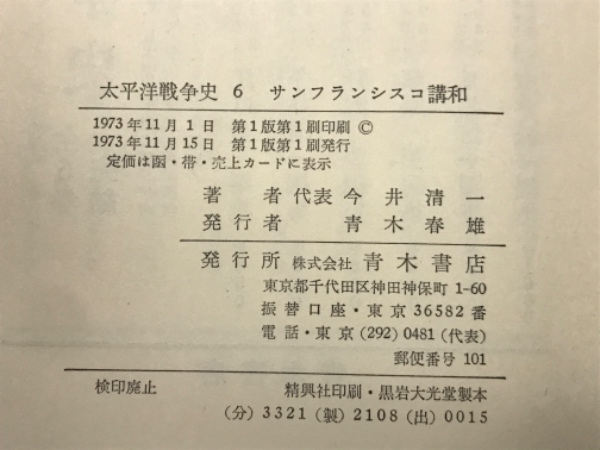 太平洋戦争史 6 サンフランシスコ講和
1973年11月1日 第1版第1刷印刷 ©
1973年11月15日 第1版第1刷発行
定価は函・帯・売上カードに表示
著者 代表 今井清一
発行者 青木春雄
発行所 株式会社 青木書店
東京都千代田区神田神保町 1-60
振替口座・東京 36582 番
電話・東京 (292) 0481 (代表)
郵便番号 101
検印廃止 精興社印刷・黒岩大光堂製本
(分) 3321 (製) 2108 (出) 0015